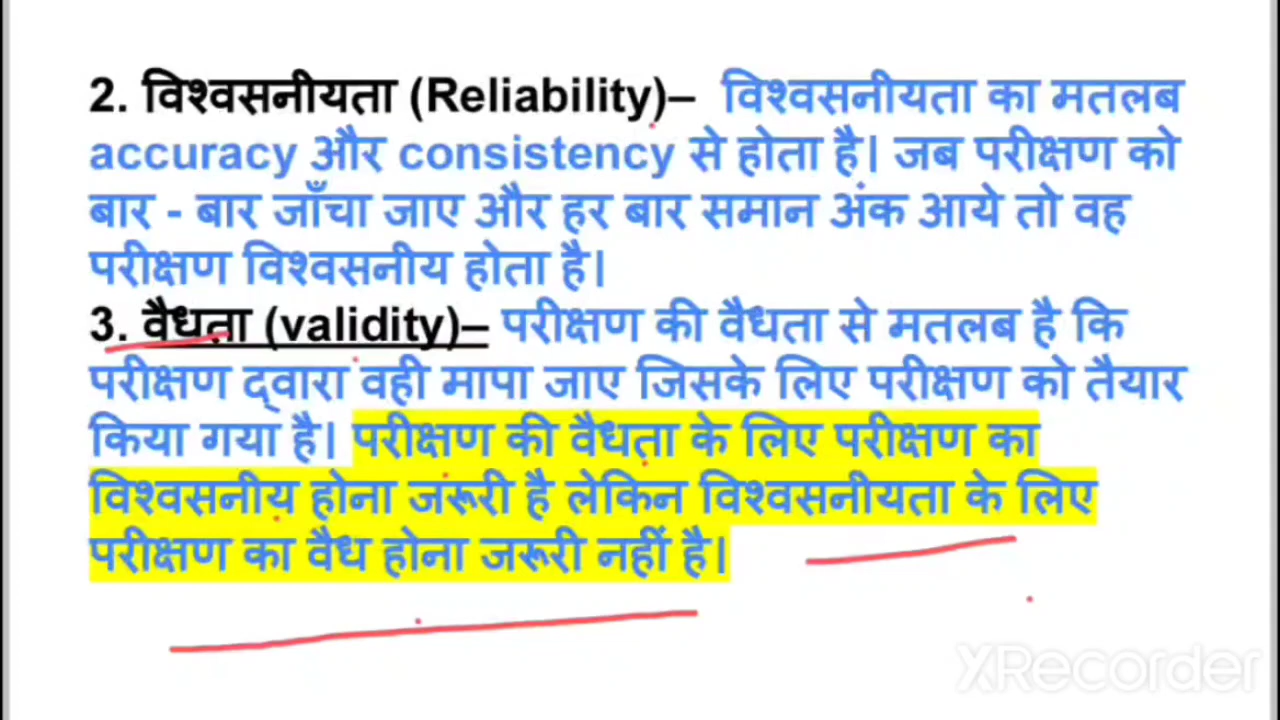 2. विश्वसनीयता (Reliability)– विश्वसनीयता का मतलब
accuracy और consistency से होता है। जब परीक्षण को
बार - बार जाँचा जाए और हर बार समान अंक आये तो वह
परीक्षण विश्वसनीय होता है।
3. वैधता (validity)– परीक्षण की वैधता से मतलब है कि
परीक्षण द्वारा वही मापा जाए जिसके लिए परीक्षण को तैयार
किया गया है। परीक्षण की वैधता के लिए परीक्षण का
विश्वसनीय होना जरूरी है लेकिन विश्वसनीयता के लिए
परीक्षण का वैध होना जरूरी नहीं है।
XRecorder